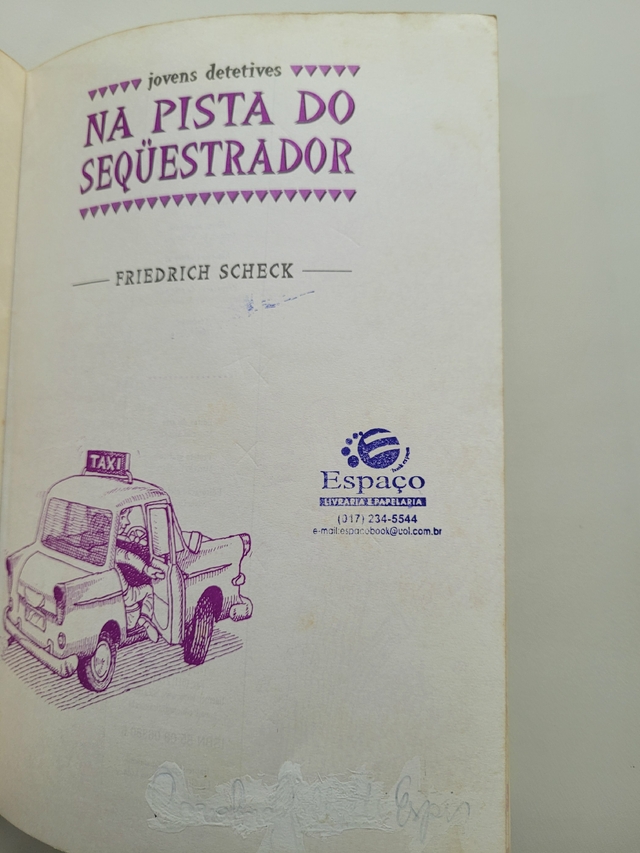 jovens detetives
NA PISTA DO
SEQÜESTRADOR
FRIEDRICH SCHECK
TAXI
Espaço
LIVRARIA E PAPELARIA
(017) 234-5544
e-mail:espacobook@uol.com.br